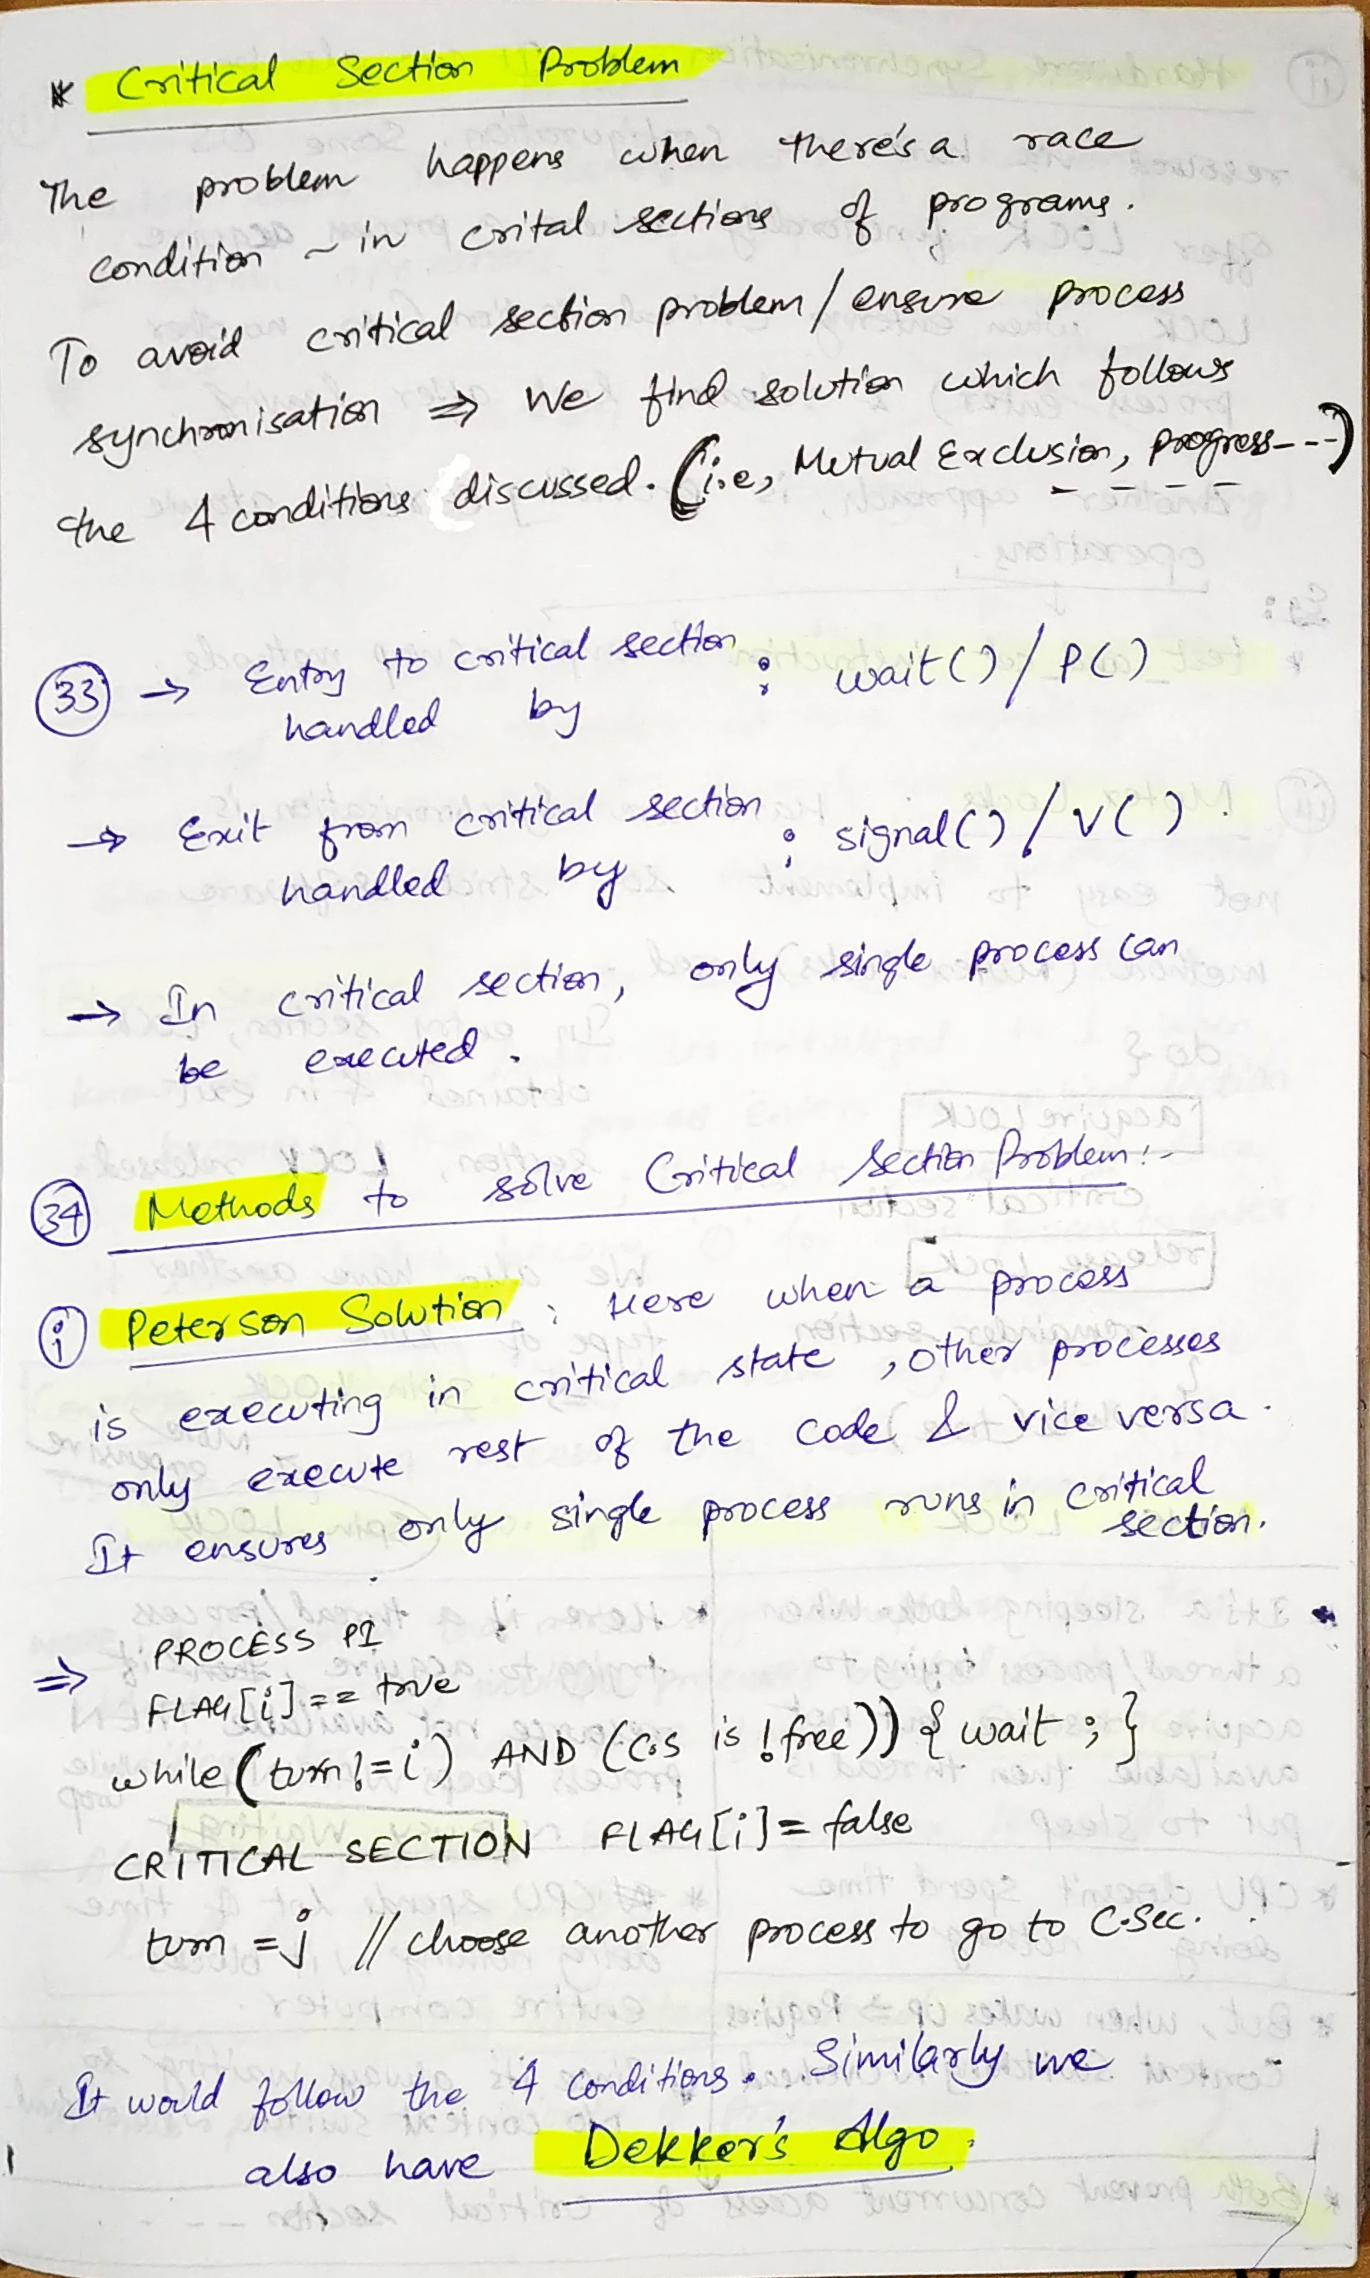 * Critical Section Problem
The problem happens when there's a race
condition ~ in crital sections of programs.
To avoid critical section problem / ensure process
synchronisation ⇒ We find solution which follows
the 4 conditions discussed. (i.e, Mutual Exclusion, progress---)
33 → Entry to critical section : wait() / P()
handled by
→ Exit from critical section : signal() / V()
handled by
→ In critical section, only single process can
be executed.
34 Methods to solve Critical Section Problem:-
i Peterson Solution : Here when a process
is executing in critical state, other processes
only execute rest of the code & vice versa.
It ensures only single process runs in critical
section.
⇒ PROCESS PI
FLAG[i] == true
while (turn != i) AND (C.S is !free)) { wait ; }
CRITICAL SECTION FLAG[i] = false
turn = j // choose another process to go to C.Sec.
It would follow the 4 conditions. Similarly we
also have Dekker's Algo.